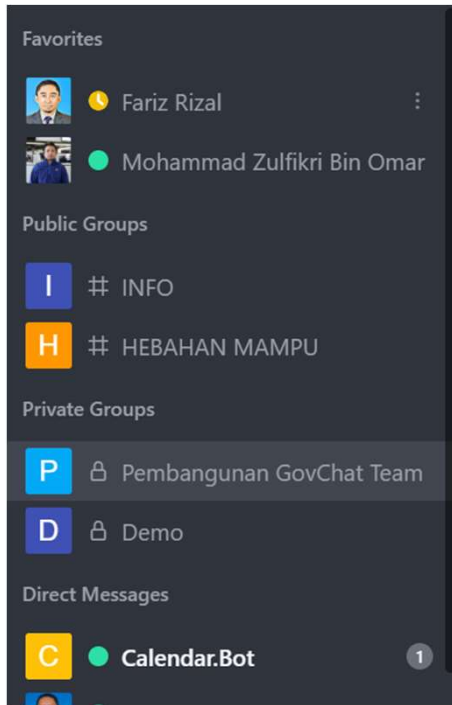 Favorites
Fariz Rizal
Mohammad Zulfikri Bin Omar
Public Groups
I # INFO
H # HEBAHAN MAMPU
Private Groups
P Pembangunan GovChat Team
D Demo
Direct Messages
C Calendar.Bot 1